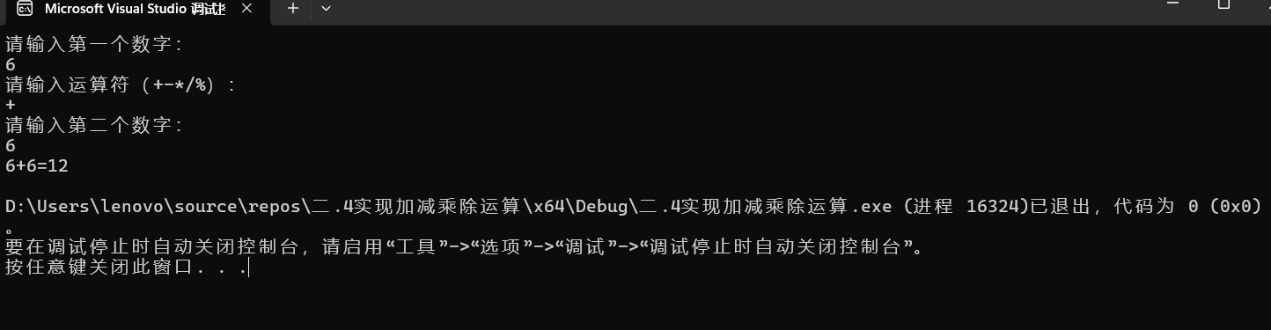 Microsoft Visual Studio 调试
请输入第一个数字：
6
请输入运算符（+-*/%）：
+
请输入第二个数字：
6
6+6=12
D:\Users\lenovo\source\repos\二.4实现加减乘除运算\x64\Debug\二.4实现加减乘除运算.exe (进程 16324)已退出，代码为 0 (0x0)
。
要在调试停止时自动关闭控制台，请启用“工具”->“选项”->“调试”->“调试停止时自动关闭控制台”。
按任意键关闭此窗口. . .